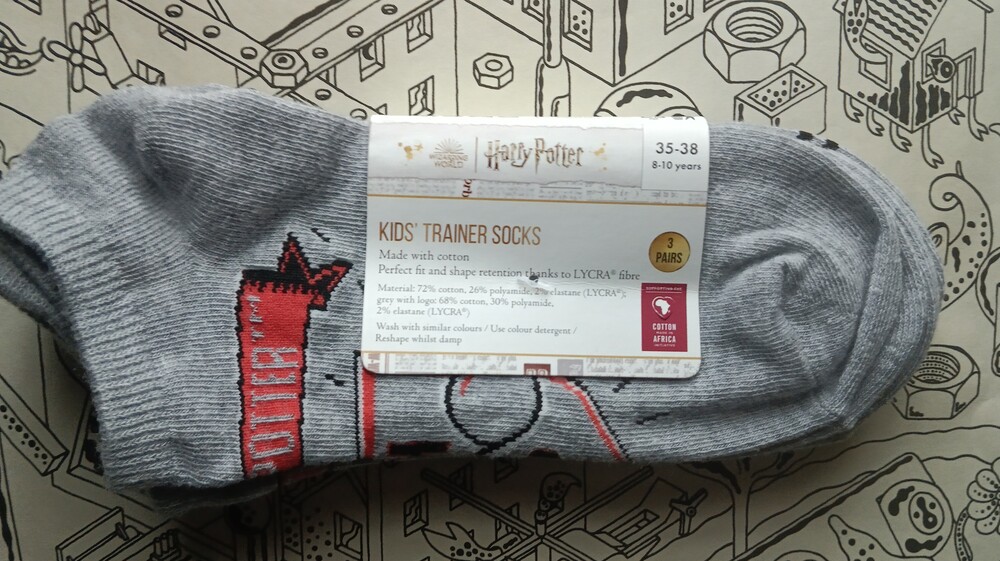 WIZARDING
WORLD
Harry Potter
35-38
8-10 years
KIDS' TRAINER SOCKS
Made with cotton
Perfect fit and shape retention thanks to LYCRA® fibre
3
PAIRS
Material: 72% cotton, 26% polyamide, 2% elastane (LYCRA®);
grey with logo: 68% cotton, 30% polyamide,
2% elastane (LYCRA®)
Wash with similar colours / Use colour detergent /
Reshape whilst damp
SUPPORTING THE
COTTON
MADE IN
AFRICA
INITIATIVE
POTTER